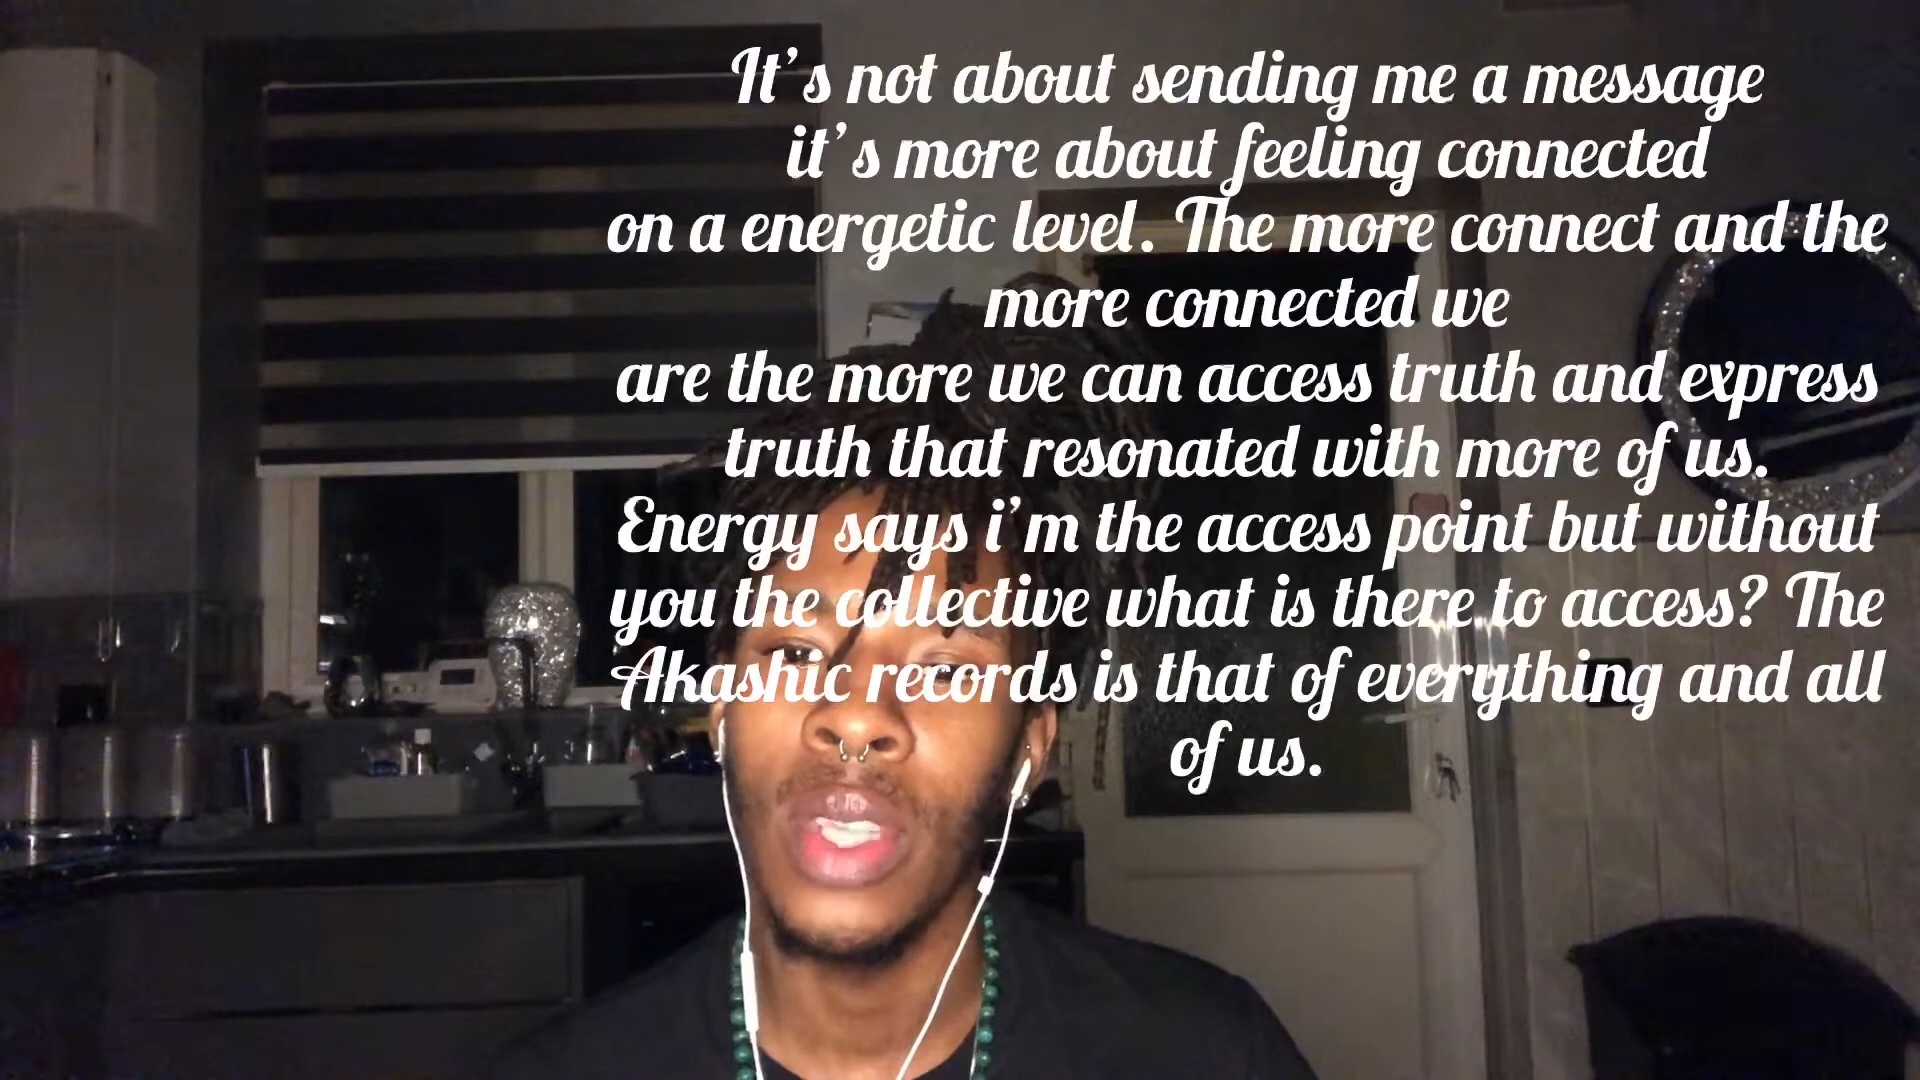 It's not about sending me a message
it's more about feeling connected
on a energetic level. The more connect and the
more connected we
are the more we can access truth and express
truth that resonated with more of us.
Energy says i'm the access point but without
you the collective what is there to access? The
Akashic records is that of everything and all
of us.